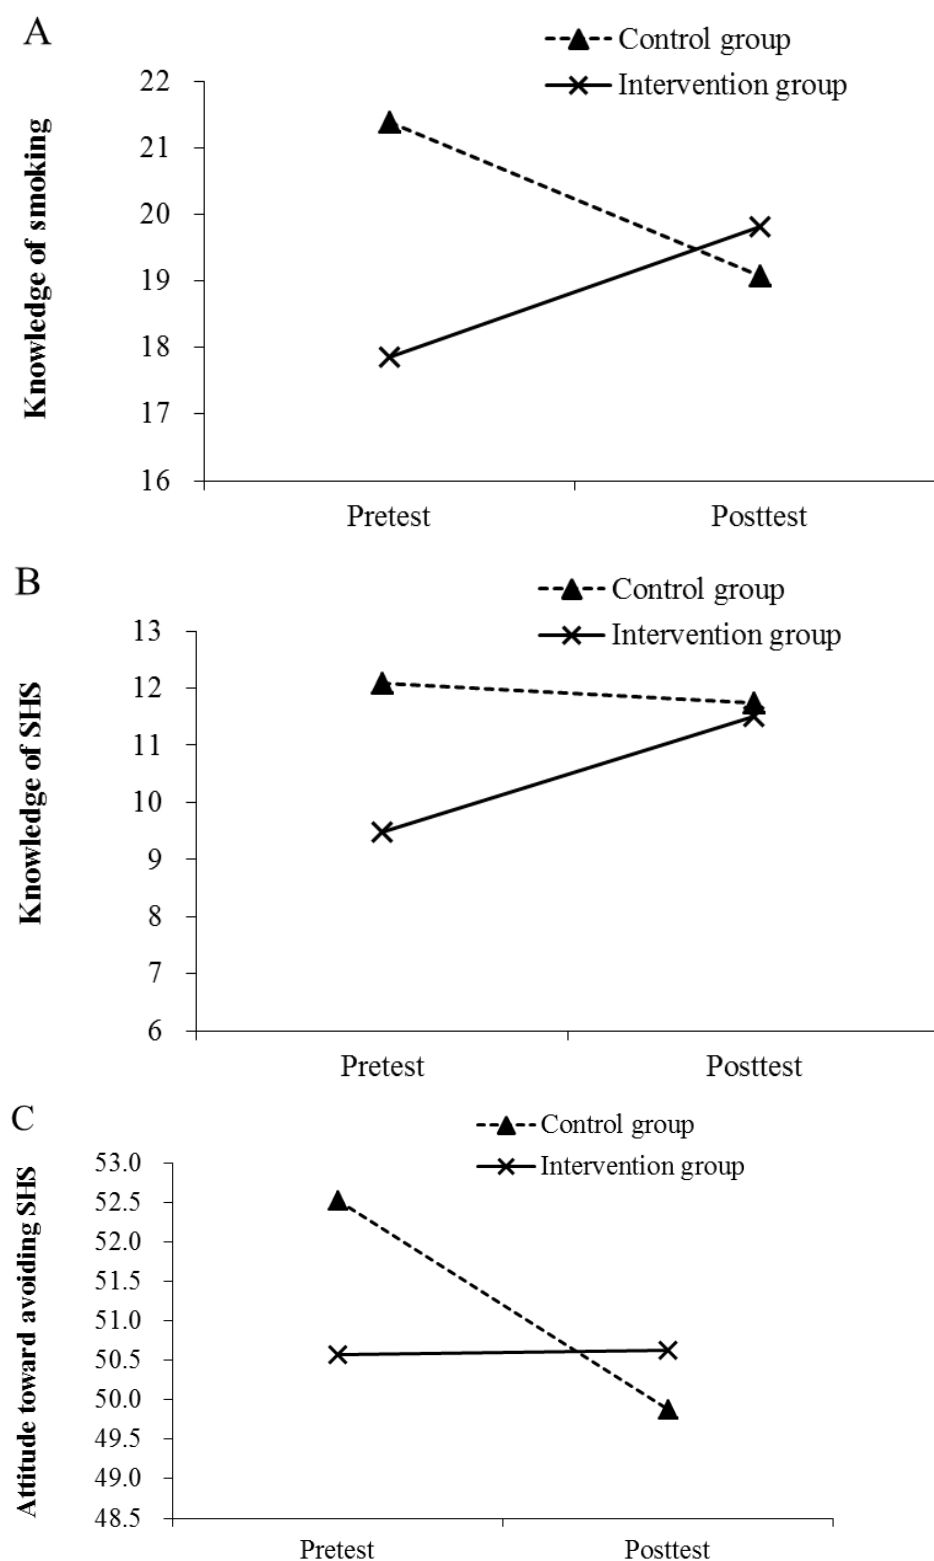 A
Control group
Intervention group
Knowledge of smoking
22
21
20
19
18
17
16
Pretest Posttest
B
Control group
Intervention group
Knowledge of SHS
13
12
11
10
9
8
7
6
Pretest Posttest
C
Control group
Intervention group
Attitude toward avoiding SHS
53.0
52.5
52.0
51.5
51.0
50.5
50.0
49.5
49.0
48.5
Pretest Posttest